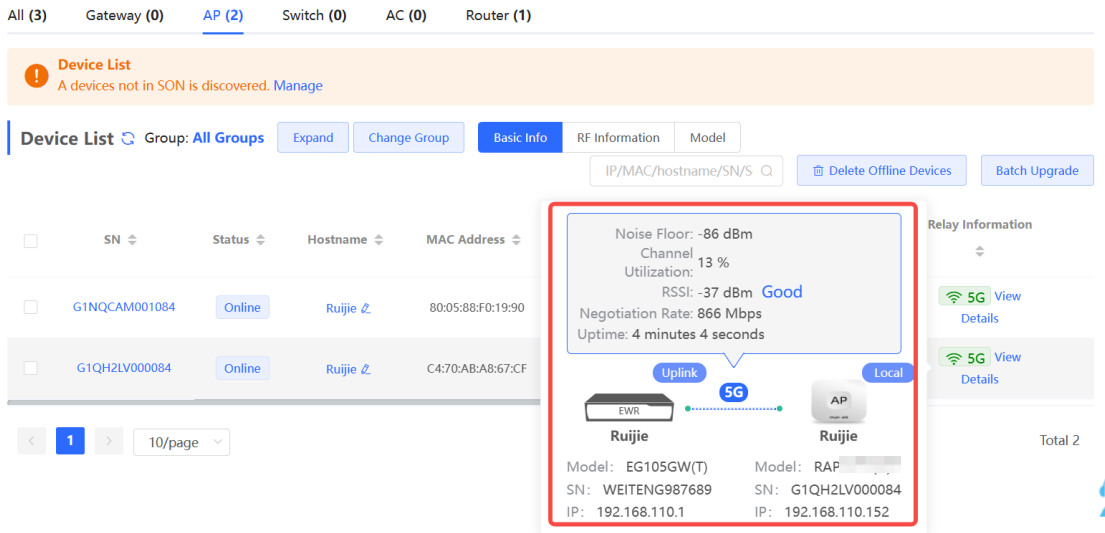 All (3) Gateway (0) AP (2) Switch (0) AC (0) Router (1)
Device List
A devices not in SON is discovered. Manage
Device List Group: All Groups Expand Change Group Basic Info RF Information Model
IP/MAC/hostname/SN/S Delete Offline Devices Batch Upgrade
SN Status Hostname MAC Address Relay Information
G1NQCAM001084 Online Ruijie 80:05:88:F0:19:90 5G View Details
G1QH2LV000084 Online Ruijie C4:70:AB:A8:67:CF 5G View Details
1 10/page Total 2
Noise Floor: -86 dBm
Channel Utilization: 13 %
RSSI: -37 dBm Good
Negotiation Rate: 866 Mbps
Uptime: 4 minutes 4 seconds
Uplink 5G Local
EWR AP
Ruijie Ruijie
Model: EG105GW(T) Model: RAP
SN: WEITENG987689 SN: G1QH2LV000084
IP: 192.168.110.1 IP: 192.168.110.152